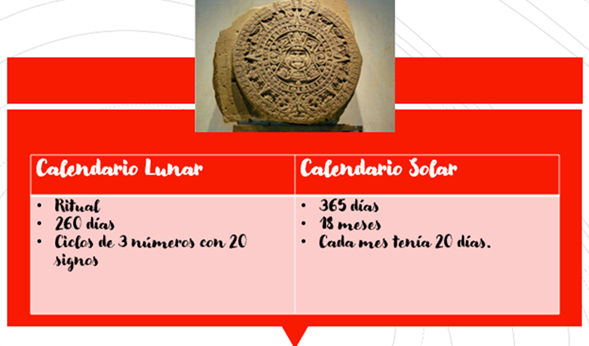 Calendario Lunar
Calendario Solar
• Ritual
• 260 días
• Ciclos de 3 números con 20
signos
• 365 días
• 18 meses
• Cada mes tenía 20 días.